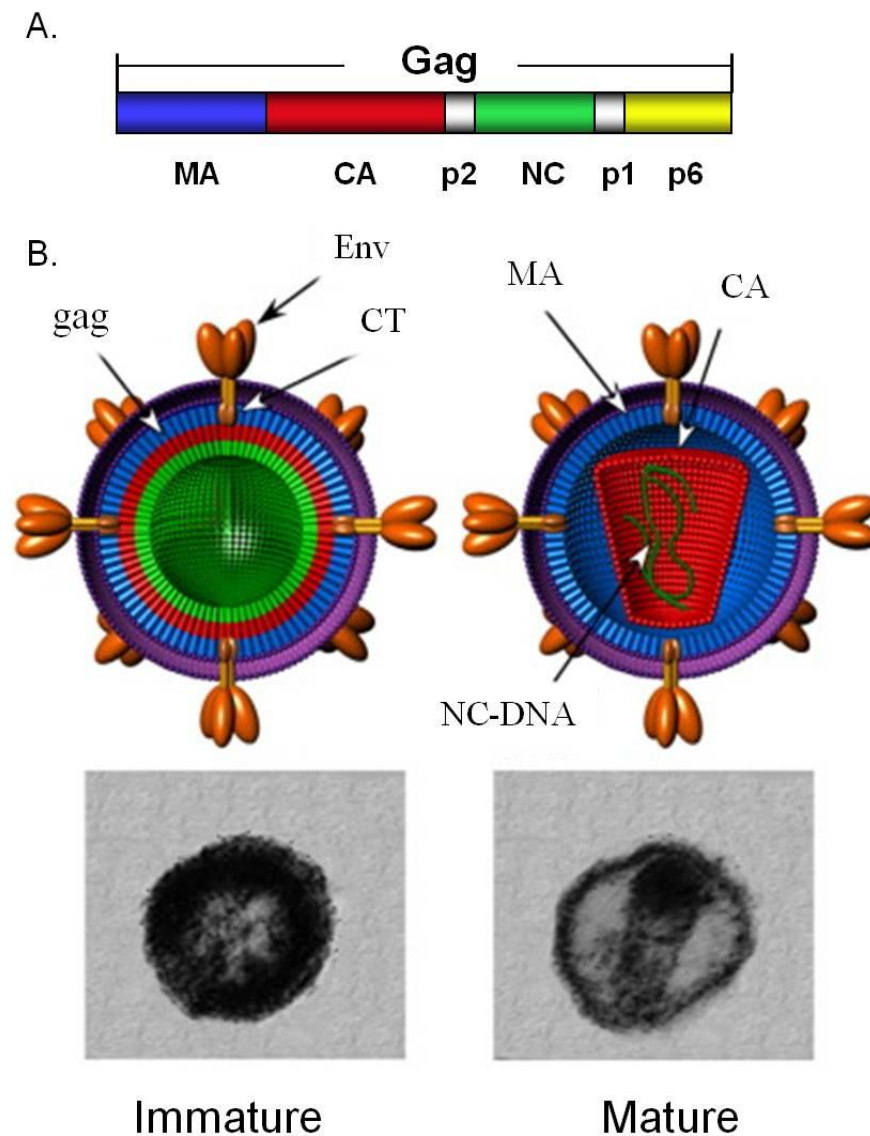 A.
Gag
MA CA p2 NC p1 p6
B.
Env
gag
CT
MA
CA
NC-DNA
Immature Mature